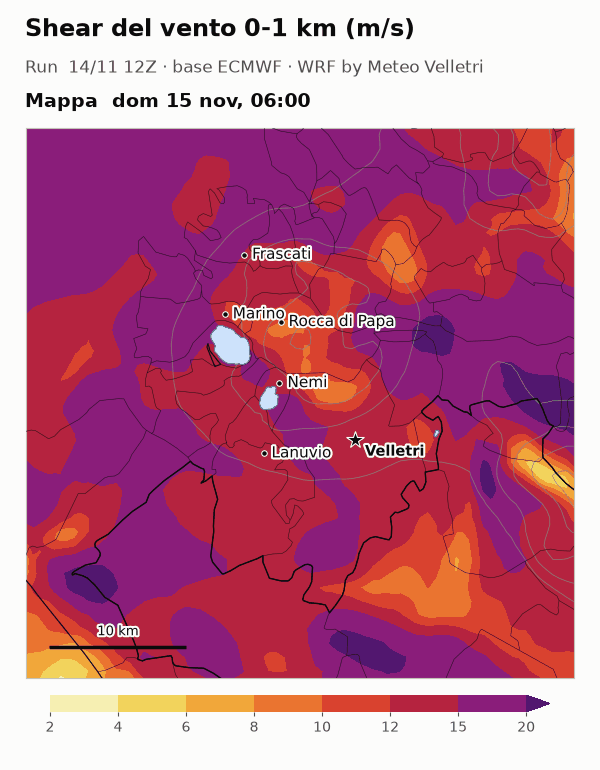 Shear del vento 0-1 km (m/s)
Run  14/11 12Z · base ECMWF · WRF by Meteo Velletri
Mappa  dom 15 nov, 06:00
Frascati
Marino
Rocca di Papa
Nemi
Velletri
Lanuvio
10 km
2 4 6 8 10 12 15 20